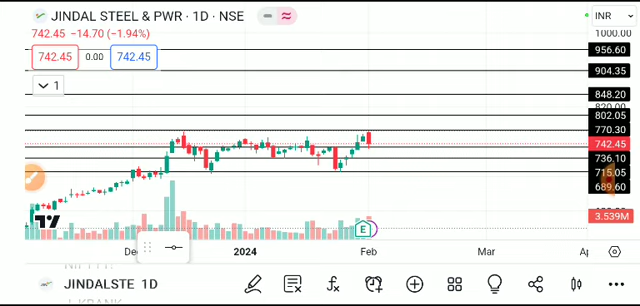 JINDAL STEEL & PWR · 1D · NSE
INR
742.45 −14.70 (−1.94%)
742.45 0.00 742.45
1
1000.00
956.60
904.35
848.20
820.00
802.05
770.30
742.45
736.10
715.05
689.60
3.539M
E
2024 Feb Mar
JINDALSTE 1D